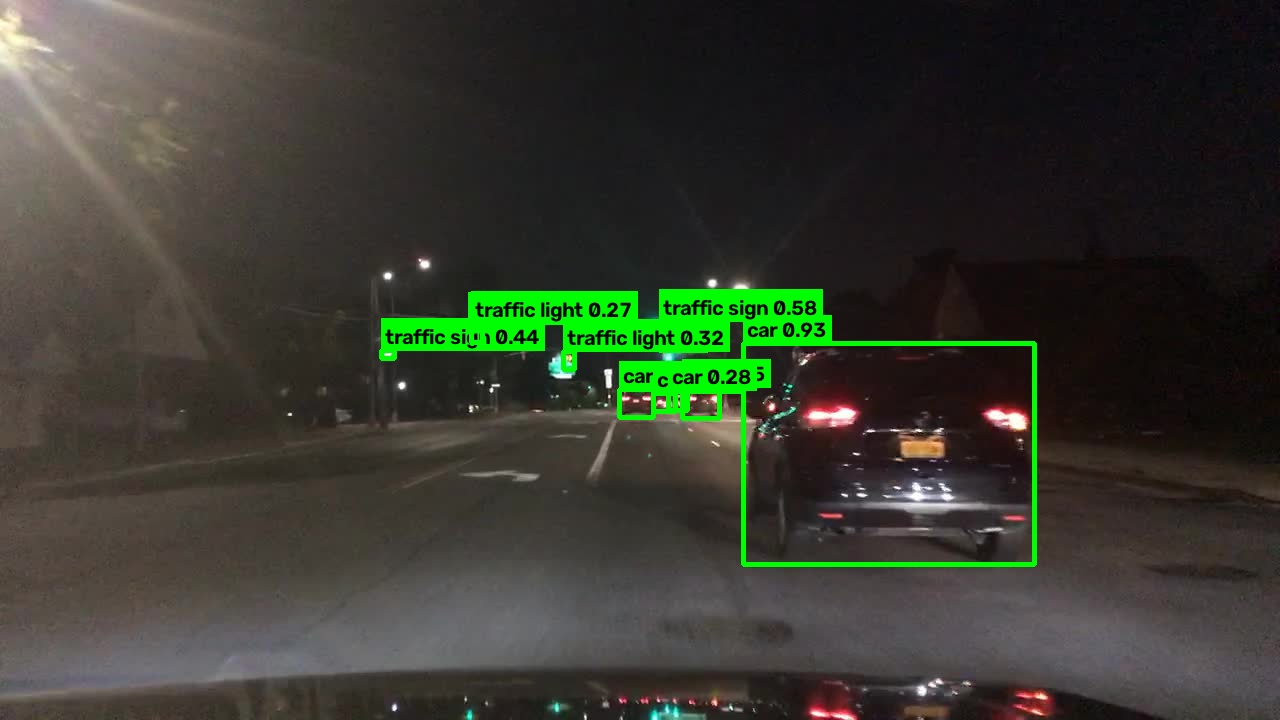 traffic light 0.27
traffic sign 0.58
traffic sign 0.44
traffic light 0.32
car 0.93
car
c
car 0.28
5